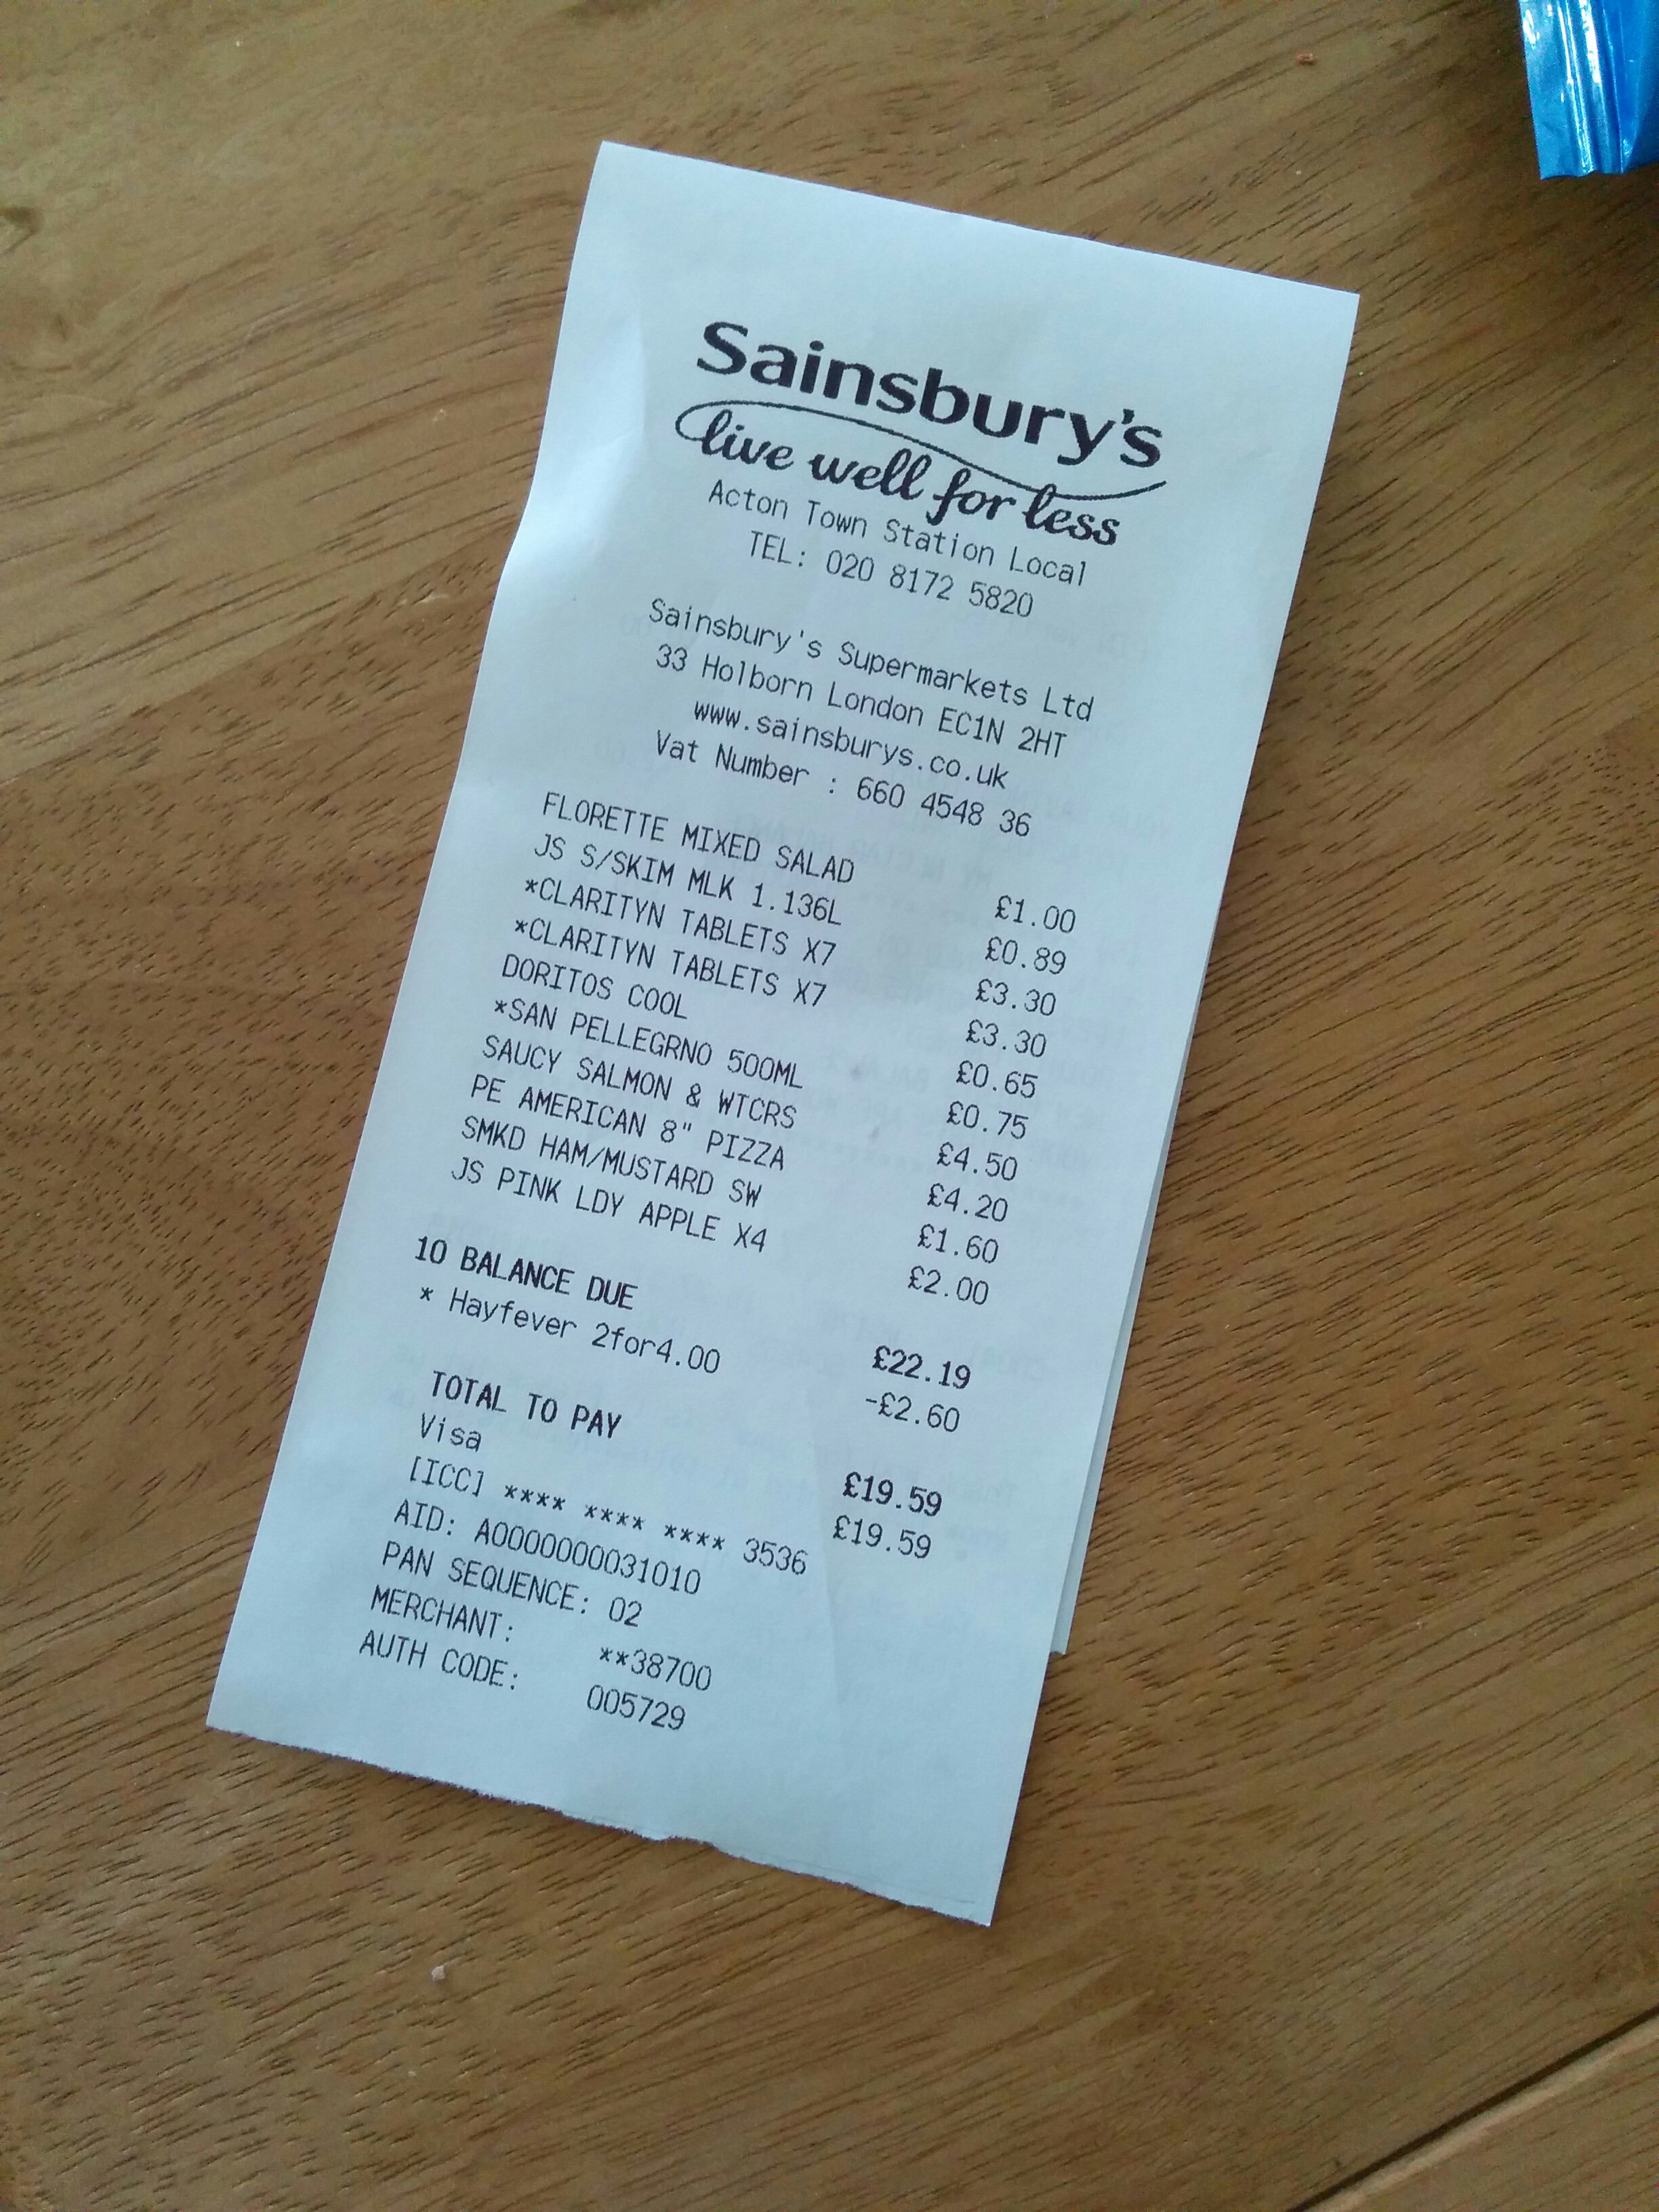 Sainsbury's
live well for less
Acton Town Station Local
TEL: 020 8172 5820
Sainsbury's Supermarkets Ltd
33 Holborn London EC1N 2HT
www.sainsburys.co.uk
Vat Number : 660 4548 36
FLORETTE MIXED SALAD £1.00
JS S/SKIM MLK 1.136L £0.89
*CLARITYN TABLETS X7 £3.30
*CLARITYN TABLETS X7 £3.30
DORITOS COOL £0.65
*SAN PELLEGRNO 500ML £0.75
SAUCY SALMON & WTCRS £4.50
PE AMERICAN 8" PIZZA £4.20
SMKD HAM/MUSTARD SW £1.60
JS PINK LDY APPLE X4 £2.00
10 BALANCE DUE £22.19
* Hayfever 2for4.00 -£2.60
TOTAL TO PAY £19.59
Visa £19.59
[ICC] **** **** **** 3536
AID: A0000000031010
PAN SEQUENCE: 02
MERCHANT: **38700
AUTH CODE: 005729